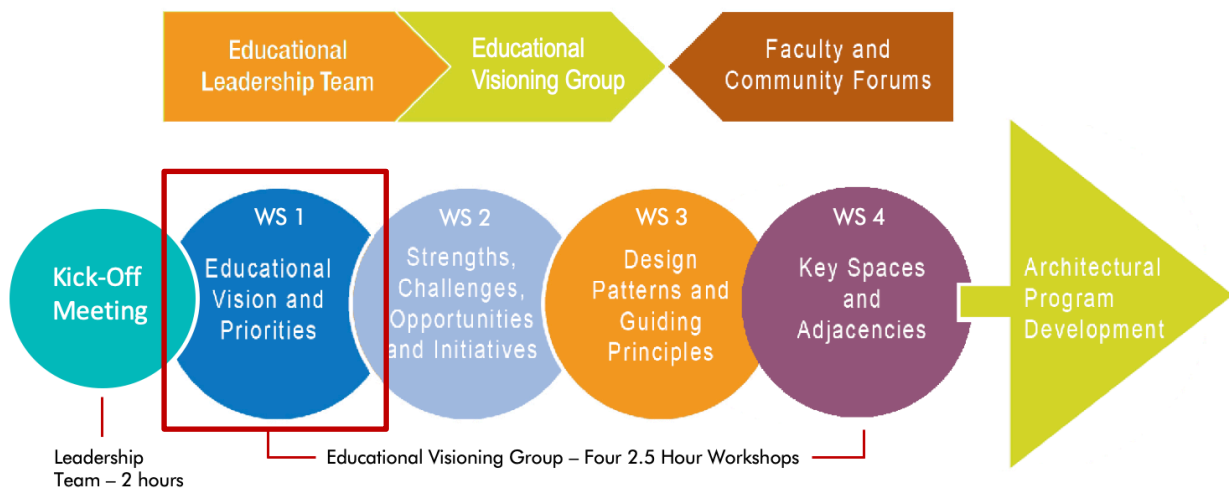 Educational
Leadership Team
Educational
Visioning Group
Faculty and
Community Forums
Kick-Off
Meeting
WS 1
Educational
Vision and
Priorities
WS 2
Strengths,
Challenges,
Opportunities
and Initiatives
WS 3
Design
Patterns and
Guiding
Principles
WS 4
Key Spaces
and
Adjacencies
Architectural
Program
Development
Leadership
Team – 2 hours
Educational Visioning Group – Four 2.5 Hour Workshops